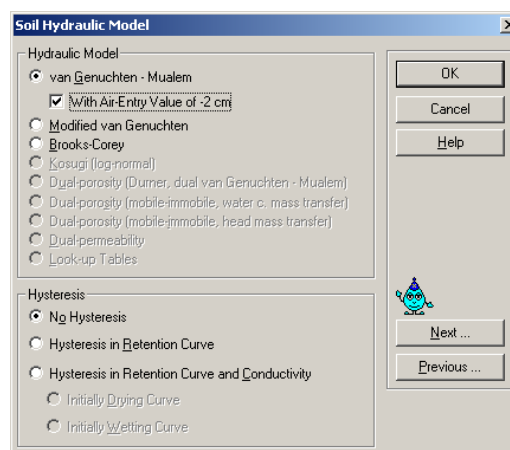 Soil Hydraulic Model
Hydraulic Model
van Genuchten - Mualem
With Air-Entry Value of -2 cm
Modified van Genuchten
Brooks-Corey
Kosugi (log-normal)
Dual-porosity (Durner, dual van Genuchten - Mualem)
Dual-porosity (mobile-immobile, water c. mass transfer)
Dual-porosity (mobile-immobile, head mass transfer)
Dual-permeability
Look-up Tables
Hysteresis
No Hysteresis
Hysteresis in Retention Curve
Hysteresis in Retention Curve and Conductivity
Initially Drying Curve
Initially Wetting Curve
OK
Cancel
Help
Next ...
Previous ...